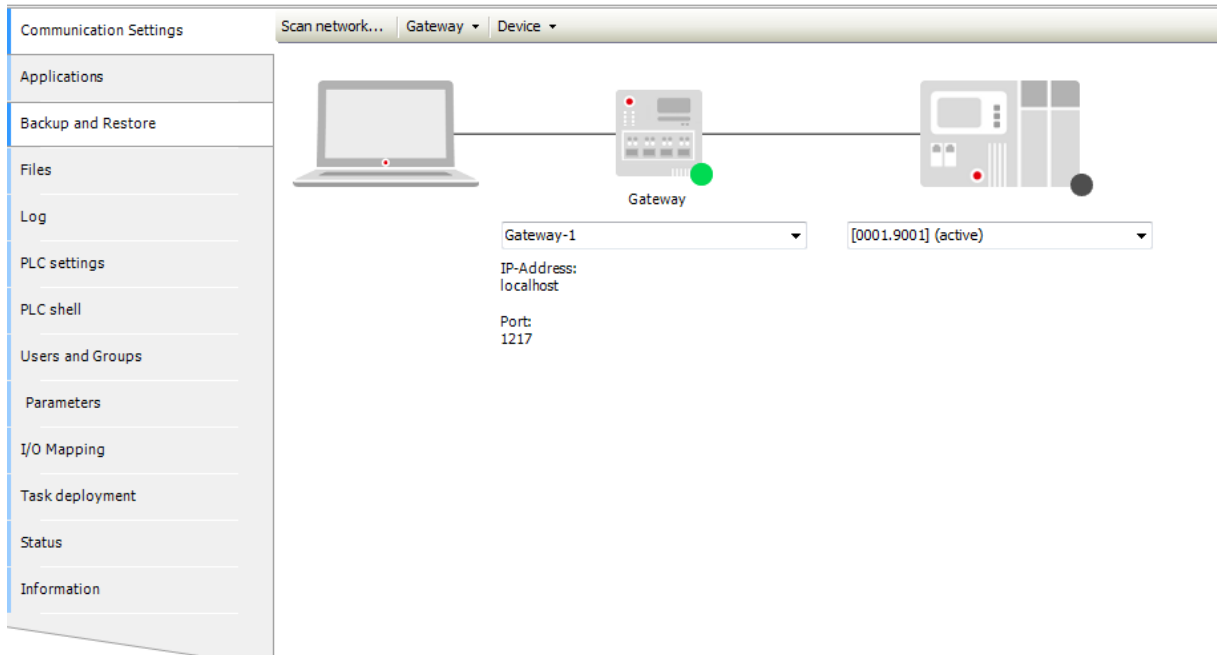 Communication Settings
Applications
Backup and Restore
Files
Log
PLC settings
PLC shell
Users and Groups
Parameters
I/O Mapping
Task deployment
Status
Information
Scan network... Gateway Device
Gateway
Gateway-1
[0001.9001] (active)
IP-Address:
localhost
Port:
1217